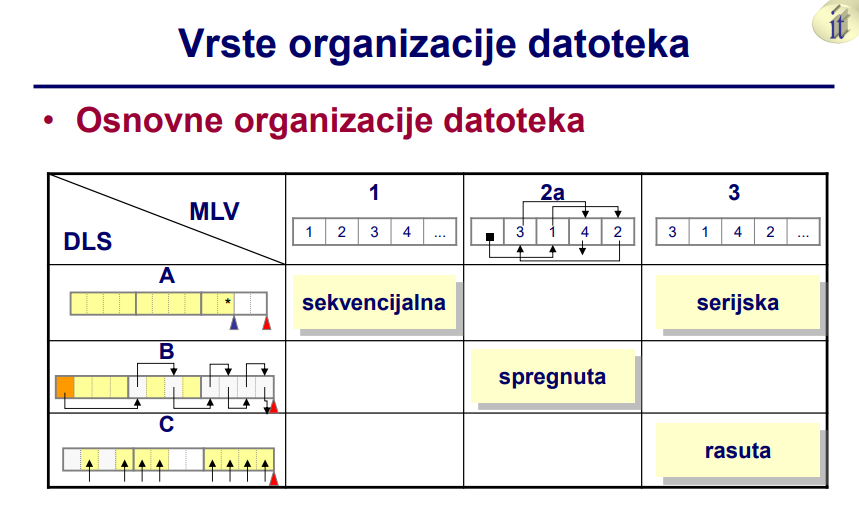 it
Vrste organizacije datoteka
• Osnovne organizacije datoteka
MLV
DLS
1
1 2 3 4 ...
2a
3 1 4 2
3
3 1 4 2 ...
A
*
sekvencijalna
serijska
B
spregnuta
C
rasuta